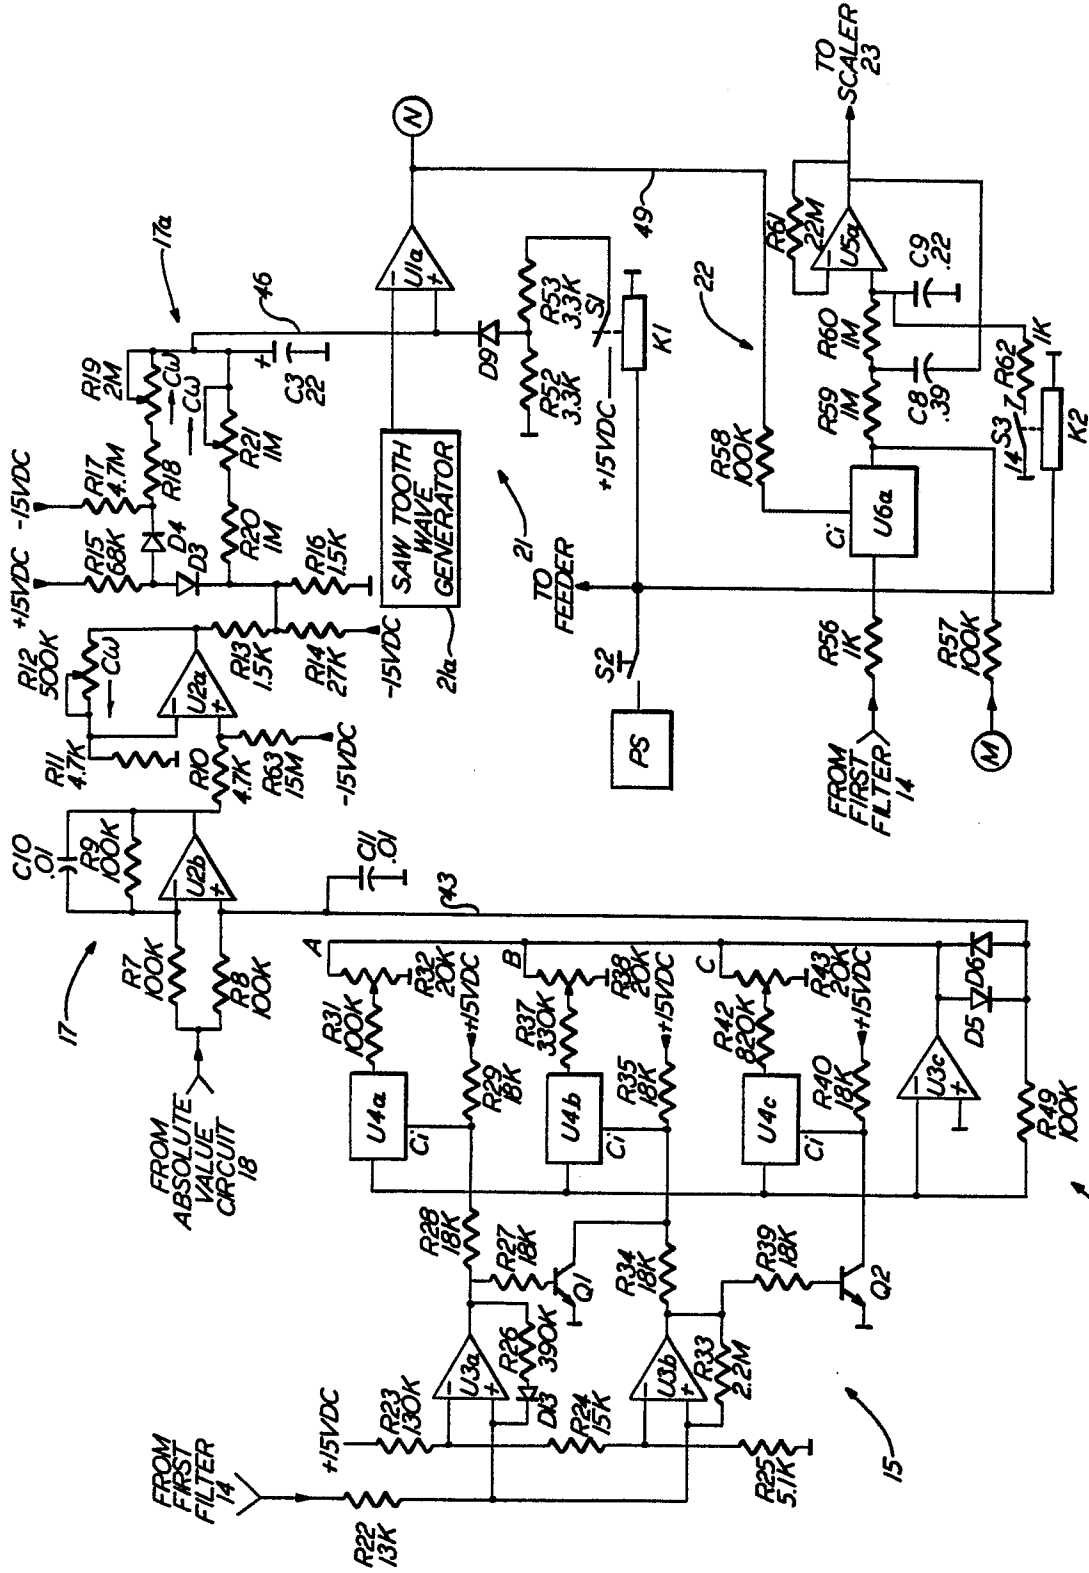 FROM
FIRST
FILTER
14
R22
13K
+15VDC
R23
130K
R24
15K
R25
5.1K
U3a
-
+
D13
R26
390K
R27
18K
R28
18K
Q1
U3b
-
+
R33
2.2M
R34
18K
R39
18K
Q2
15
FROM
ABSOLUTE
VALUE
CIRCUIT
18
17
R7
100K
R8
100K
C10
.01
R9
100K
U2b
-
+
C11
.01
43
U4a
Ci
R29
18K
+15VDC
R31
100K
R32
20K
A
U4b
Ci
R35
18K
+15VDC
R37
330K
R38
20K
B
U4c
Ci
R40
18K
+15VDC
R42
820K
R43
20K
C
U3c
-
+
D5
D6
R49
100K
R10
4.7K
R11
4.7K
R12
500K
CW
U2a
-
+
R63
15M
-15VDC
R13
1.5K
R14
27K
-15VDC
+15VDC
R15
68K
R16
1.5K
D3
D4
-15VDC
R17
4.7M
R18
R19
2M
CW
CW
R20
1M
R21
1M
17a
46
+
C3
22
SAW TOOTH
WAVE
GENERATOR
21a
U1a
-
+
N
D9
R52
3.3K
R53
3.3K
S1
+15VDC
K1
21
TO
FEEDER
S2
PS
49
22
FROM
FIRST
FILTER
14
R56
1K
M
R57
100K
R58
100K
Ci
U6a
R59
1M
R60
1M
C8
.39
C9
.22
R61
22M
U5a
-
TO
SCALER
23
S3
14
7
R62
1K
K2